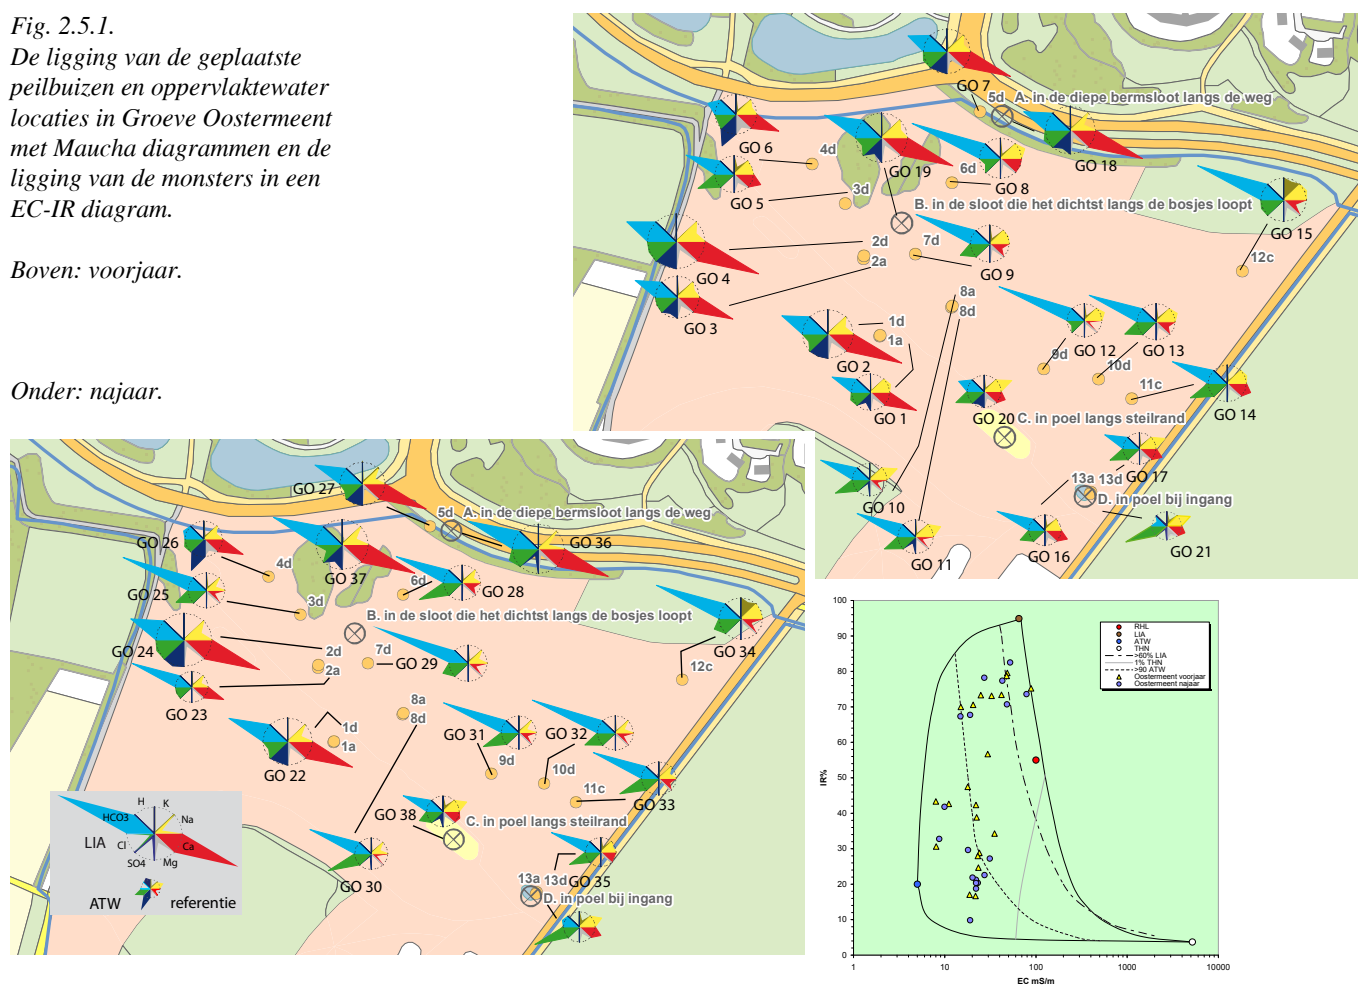 Fig. 2.5.1.
De ligging van de geplaatste
peilbuizen en oppervlaktewater
locaties in Groeve Oostermeent
met Maucha diagrammen en de
ligging van de monsters in een
EC-IR diagram.
Boven: voorjaar.
Onder: najaar.
GO 7
5d A. in de diepe bermsloot langs de weg
GO 6
4d
GO 19
6d
GO 8
GO 18
GO 5
3d
B. in de sloot die het dichtst langs de bosjes loopt
GO 15
2d
7d
2a
GO 9
12c
GO 4
GO 3
8a
8d
1d
1a
GO 2
GO 12
GO 13
9d
10d
11c
GO 1
GO 20
C. in poel langs steilrand
GO 14
GO 17
13a 13d
D. in poel bij ingang
GO 10
GO 11
GO 16
GO 21
GO 27
5d A. in de diepe bermsloot langs de weg
GO 26
GO 36
4d
GO 37
6d
GO 28
GO 25
3d
B. in de sloot die het dichtst langs de bosjes loopt
GO 34
GO 24
2d
2a
7d
GO 29
12c
GO 23
8a
8d
1d
1a
GO 31
GO 32
9d
10d
11c
GO 22
GO 33
GO 38
C. in poel langs steilrand
GO 30
13a 13d
GO 35
D. in poel bij ingang
H
K
HCO3
Na
LIA
Cl
Ca
SO4
Mg
ATW
referentie
100
90
80
70
60
50
40
30
20
10
0
IR%
RHL
LIA
ATW
THN
>60% LIA
1% THN
>90 ATW
Oostermeent voorjaar
Oostermeent najaar
1
10
100
1000
10000
EC mS/m